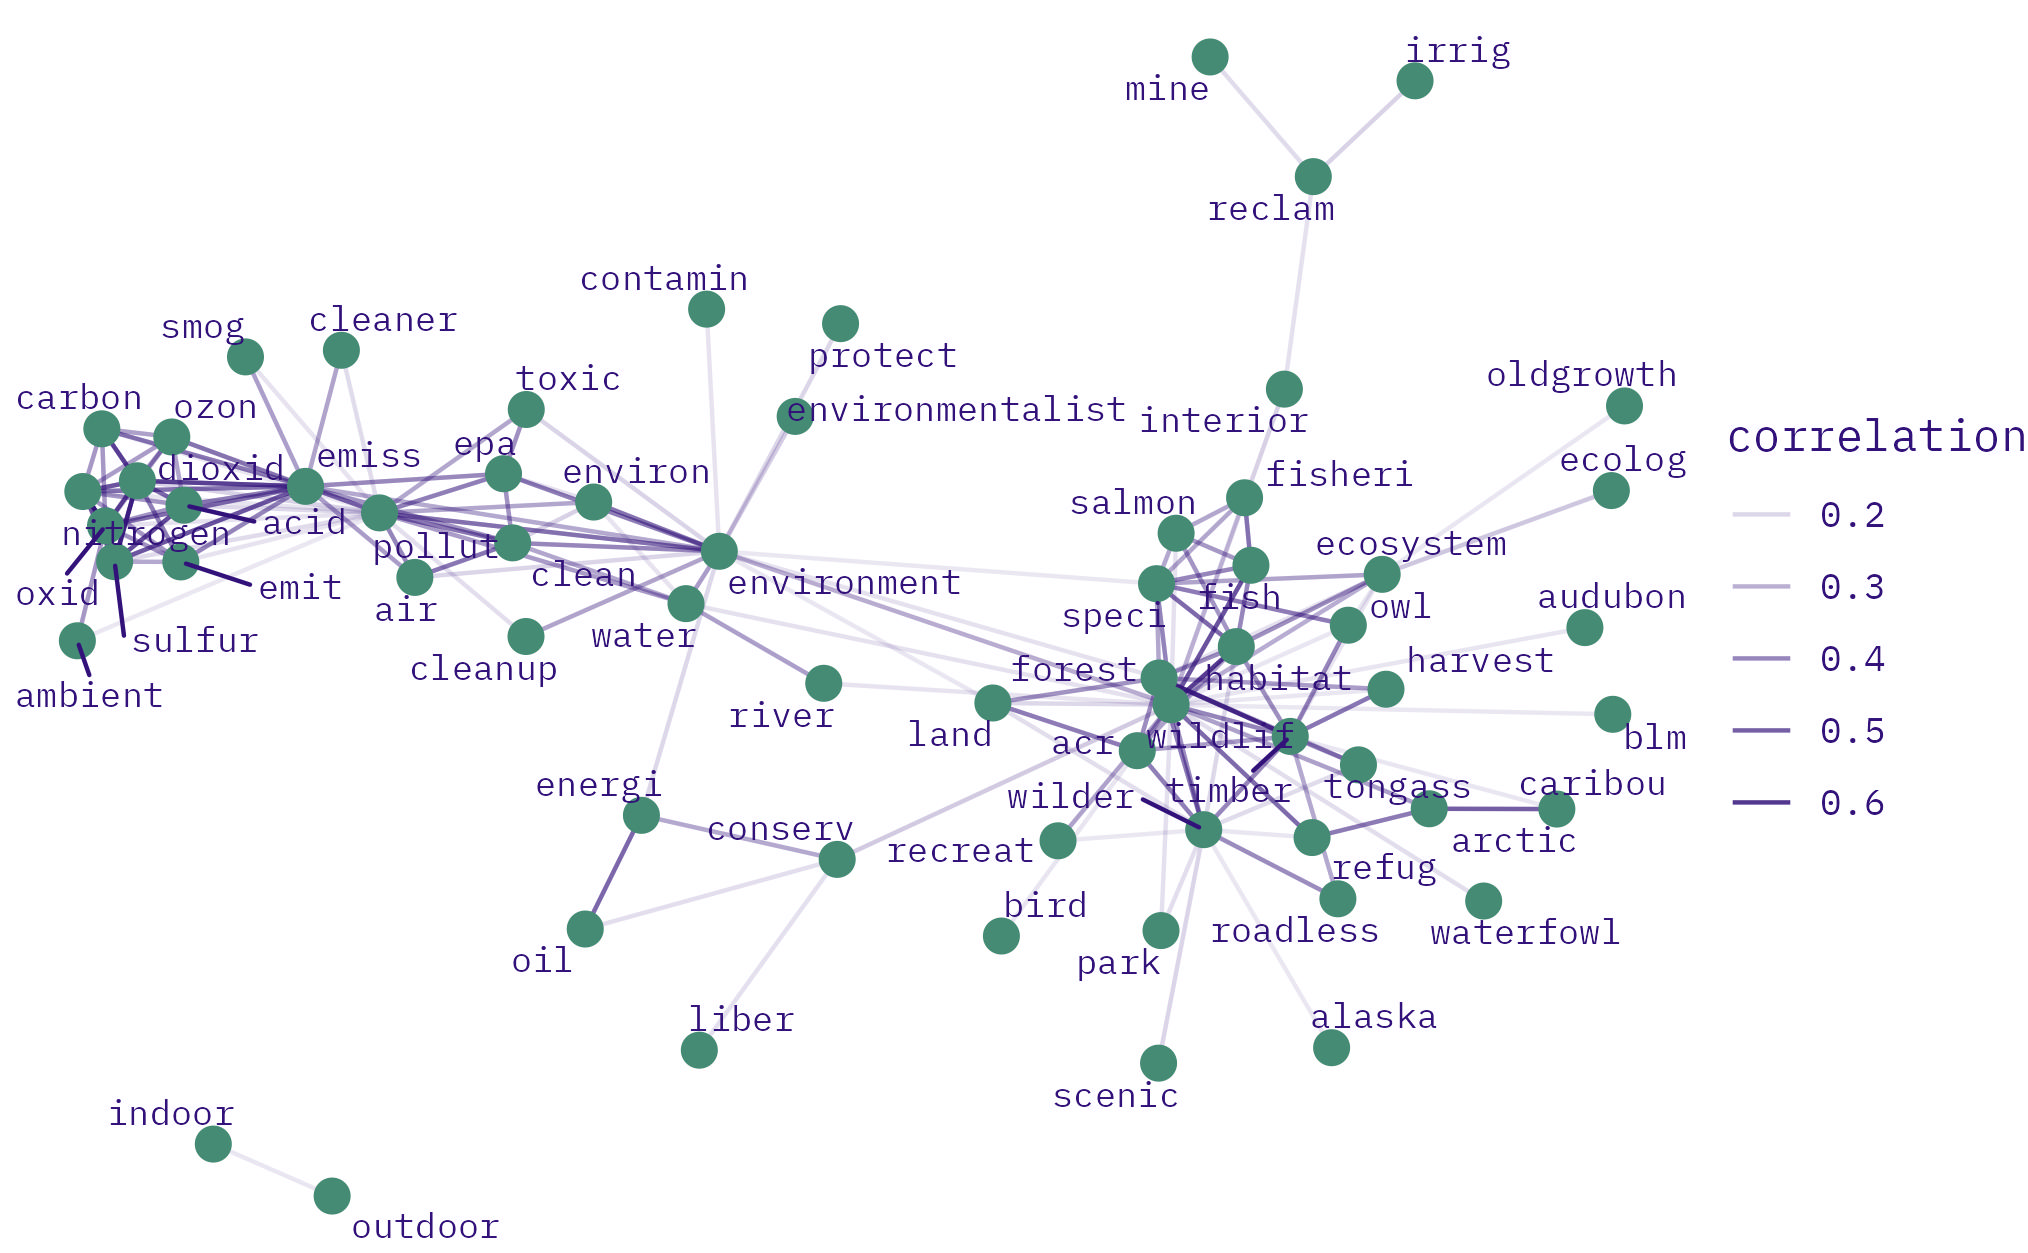 irrig
mine
reclam
contamin
cleaner
smog
protect
oldgrowth
toxic
carbon
ozon
environmentalist
interior
correlation
epa
emiss
ecolog
dioxid
environ
fisheri
salmon
0.2
acid
nitrogen
pollut
ecosystem
clean
environment
0.3
emit
oxid
fish
audubon
air
owl
speci
sulfur
water
0.4
cleanup
forest
habitat
harvest
ambient
river
land
acr
wildlif
blm
0.5
energi
wilder
timber
tongass
caribou
0.6
conserv
recreat
arctic
refug
bird
roadless
waterfowl
oil
park
liber
alaska
scenic
indoor
outdoor